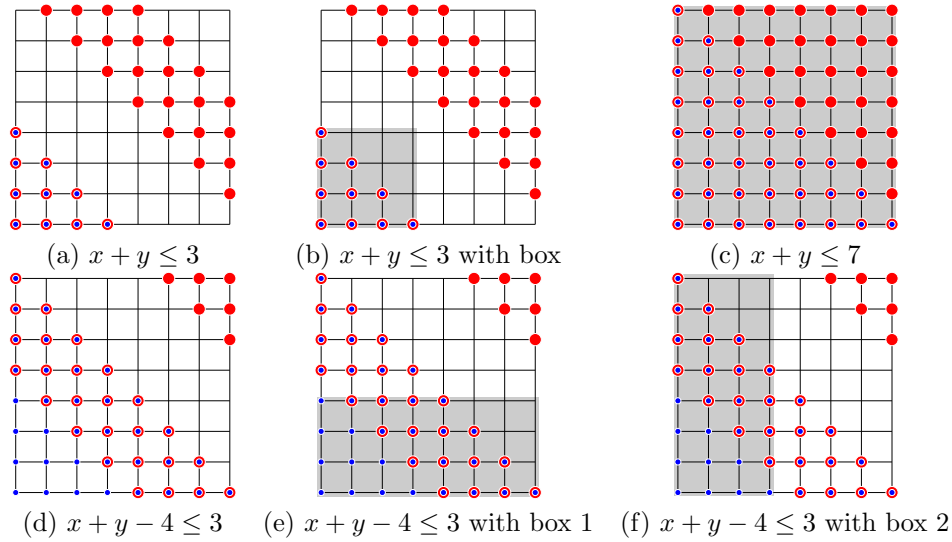 (a) x + y ≤ 3
(b) x + y ≤ 3 with box
(c) x + y ≤ 7
(d) x + y − 4 ≤ 3
(e) x + y − 4 ≤ 3 with box 1
(f) x + y − 4 ≤ 3 with box 2